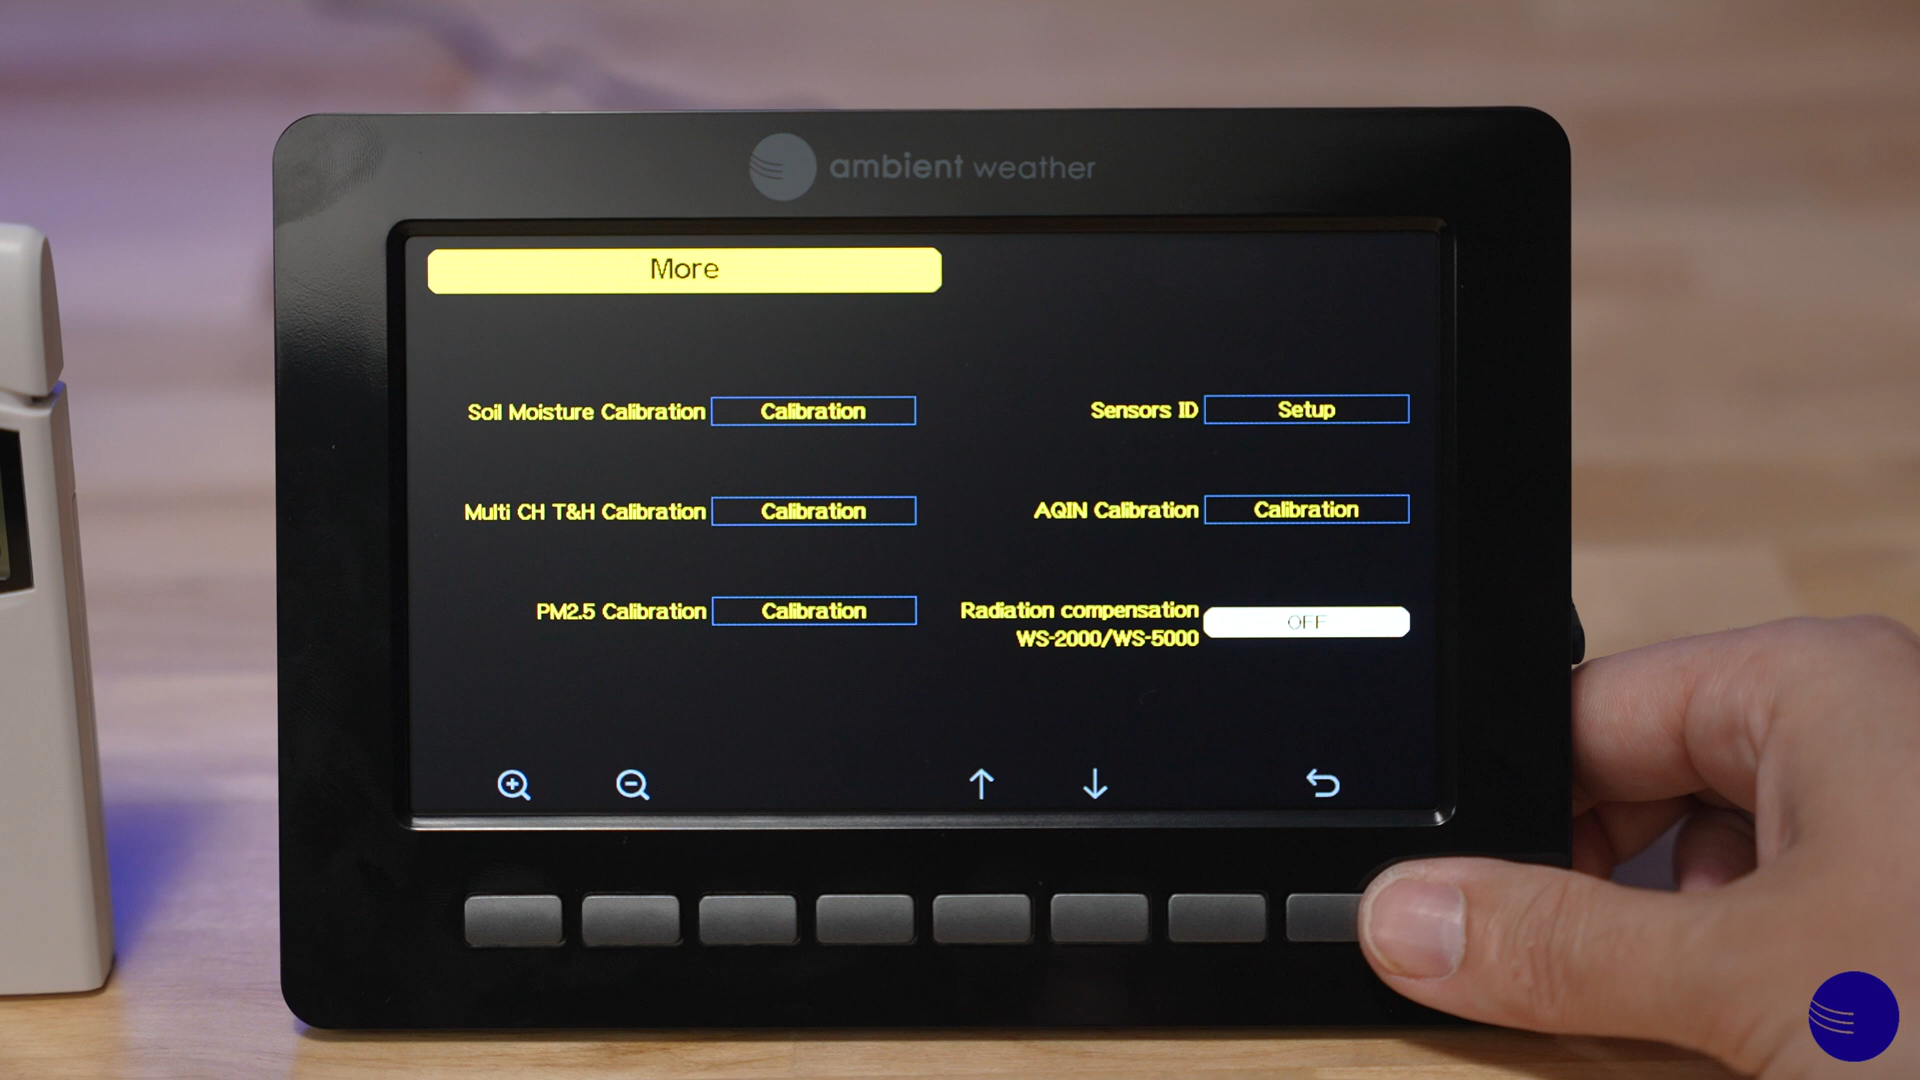 ambient weather
More
Soil Moisture Calibration Calibration
Sensors ID Setup
Multi CH T&H Calibration Calibration
AQIN Calibration Calibration
PM2.5 Calibration Calibration
Radiation compensation
WS-2000/WS-5000 OFF